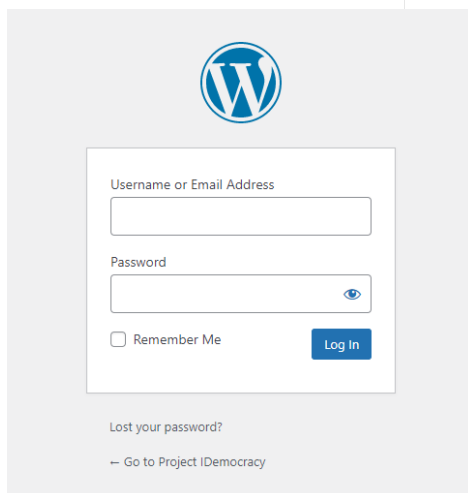 Username or Email Address
Password
Remember Me
Log In
Lost your password?
← Go to Project IDemocracy